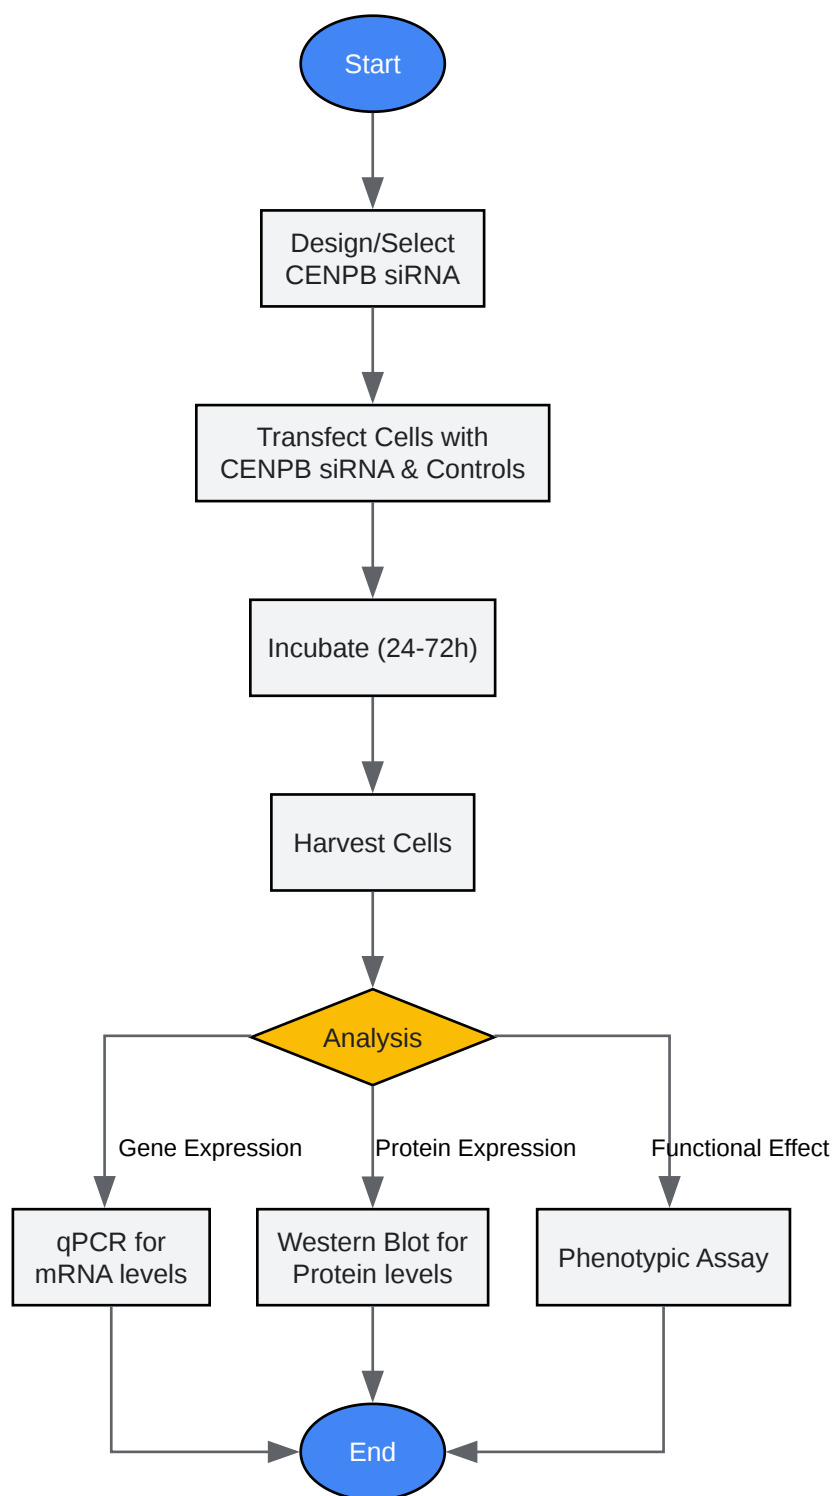 Start
Design/Select
CENPB siRNA
Transfect Cells with
CENPB siRNA & Controls
Incubate (24-72h)
Harvest Cells
Analysis
Gene Expression
Protein Expression
Functional Effect
qPCR for
mRNA levels
Western Blot for
Protein levels
Phenotypic Assay
End